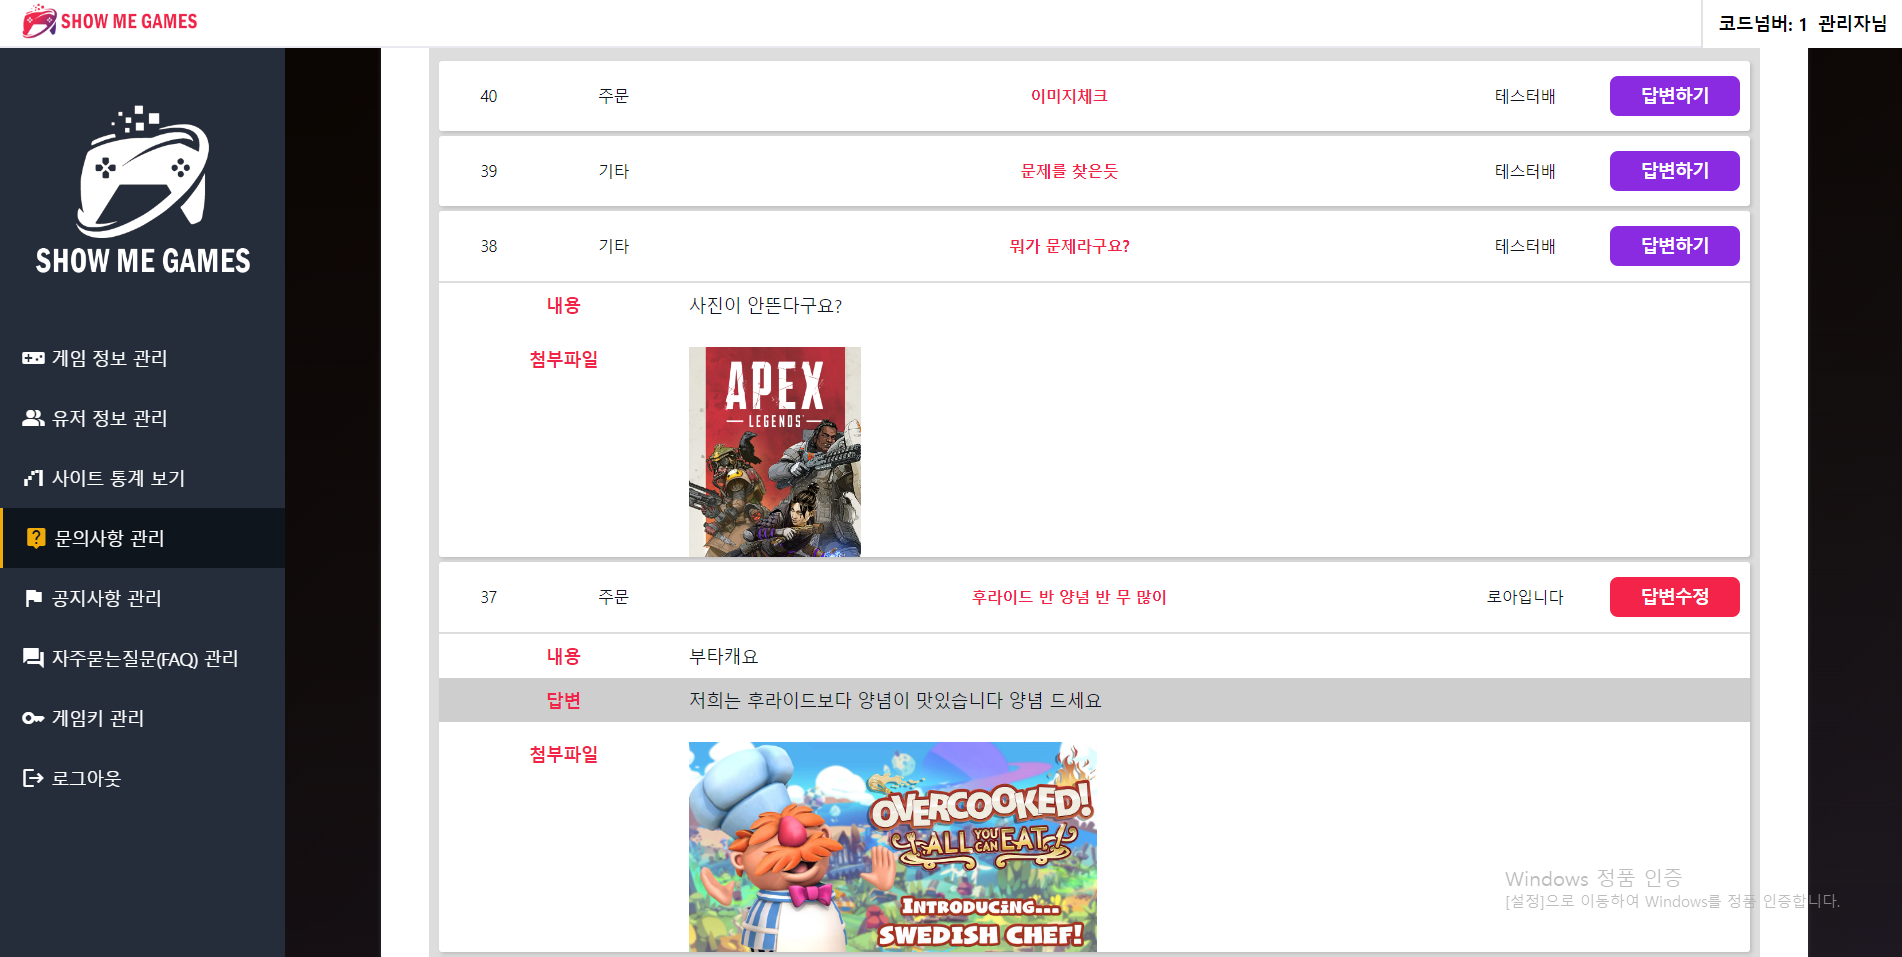 SHOW ME GAMES
코드넘버: 1 관리자님
SHOW ME GAMES
게임 정보 관리
유저 정보 관리
사이트 통계 보기
문의사항 관리
공지사항 관리
자주묻는질문(FAQ) 관리
게임키 관리
로그아웃
40 주문 이미지체크 테스터배 답변하기
39 기타 문제를 찾은듯 테스터배 답변하기
38 기타 뭐가 문제라구요? 테스터배 답변하기
내용 사진이 안뜬다구요?
첨부파일
APEX
LEGENDS
37 주문 후라이드 반 양념 반 무 많이 로아입니다 답변수정
내용 부타캐요
답변 저희는 후라이드보다 양념이 맛있습니다 양념 드세요
첨부파일
OVERCOOKED!
ALL YOU CAN EAT
INTRODUCING...
SWEDISH CHEF!
Windows 정품 인증
[설정]으로 이동하여 Windows를 정품 인증합니다.